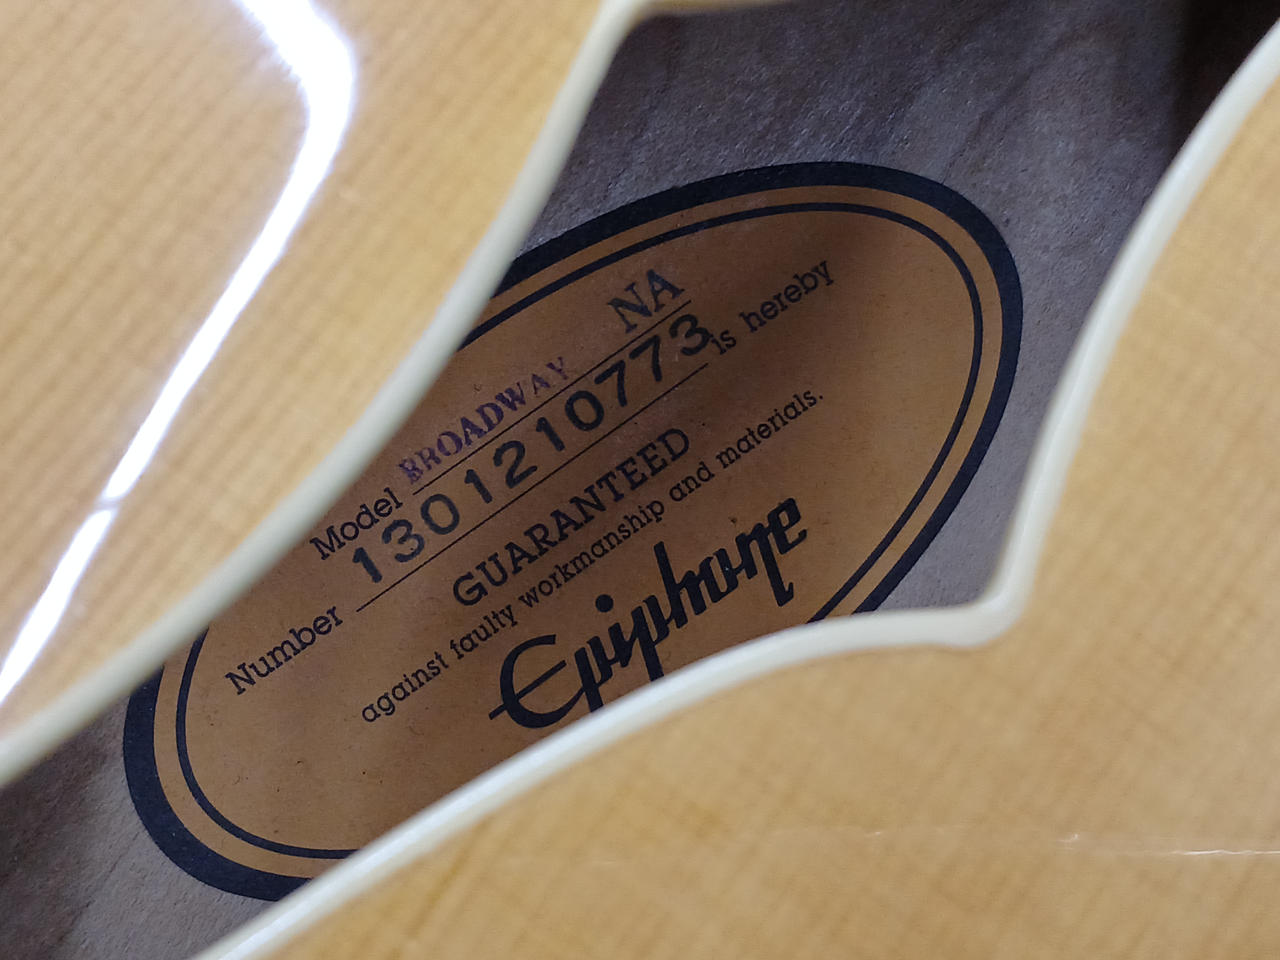 Model BROADWAY NA
Number 1301210773 is hereby
GUARANTEED
against faulty workmanship and materials.
Epiphone